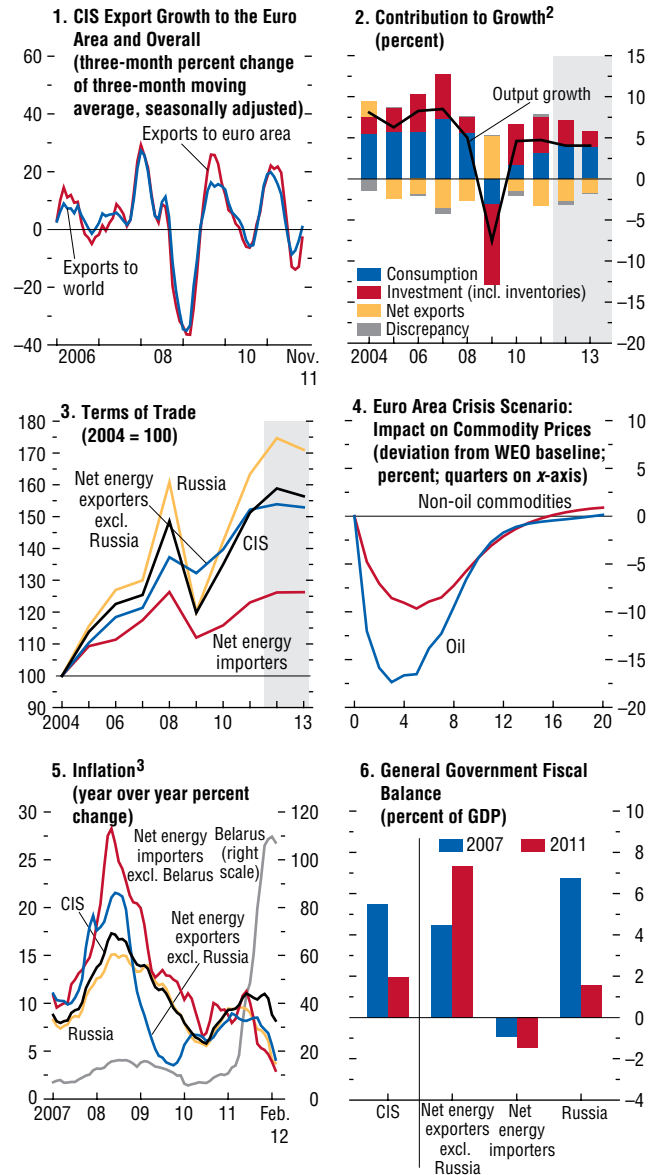 1. CIS Export Growth to the Euro
Area and Overall
(three-month percent change
of three-month moving
average, seasonally adjusted)
60
40
20
0
–20
–40
Exports to euro area
Exports to
world
2006
08
09
10
Nov.
11
2. Contribution to Growth2
(percent)
15
10
5
0
–5
–10
–15
–20
Output growth
Consumption
Investment (incl. inventories)
Net exports
Discrepancy
2004
06
08
10
13
3. Terms of Trade
(2004 = 100)
180
170
160
150
140
130
120
110
100
90
Net energy
exporters
excl.
Russia
Russia
CIS
Net energy
importers
2004
06
08
10
13
4. Euro Area Crisis Scenario:
Impact on Commodity Prices
(deviation from WEO baseline;
percent; quarters on x-axis)
10
5
0
–5
–10
–15
–20
Non-oil commodities
Oil
0
4
8
12
16
20
5. Inflation3
(year over year percent
change)
30
25
20
15
10
5
0
120
100
80
60
40
20
0
Net energy
importers
excl. Belarus
Belarus
(right
scale)
CIS
Net energy
exporters
excl. Russia
Russia
2007
08
09
10
11
Feb.
12
6. General Government Fiscal
Balance
(percent of GDP)
10
8
6
4
2
0
–2
–4
2007
2011
CIS
Net energy
exporters
excl.
Russia
Net
energy
importers
Russia